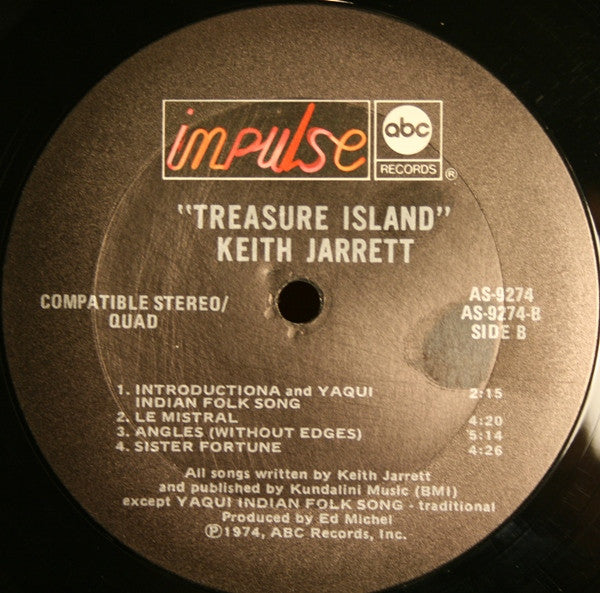 impulse
abc
RECORDS ®
"TREASURE ISLAND"
KEITH JARRETT
COMPATIBLE STEREO/
QUAD
AS-9274
AS-9274-B
SIDE B
1. INTRODUCTIONA and YAQUI
INDIAN FOLK SONG 2:15
2. LE MISTRAL 4:20
3. ANGLES (WITHOUT EDGES) 5:14
4. SISTER FORTUNE 4:26
All songs written by Keith Jarrett
and published by Kundalini Music (BMI)
except YAQUI INDIAN FOLK SONG - traditional
Produced by Ed Michel
℗1974, ABC Records, Inc.